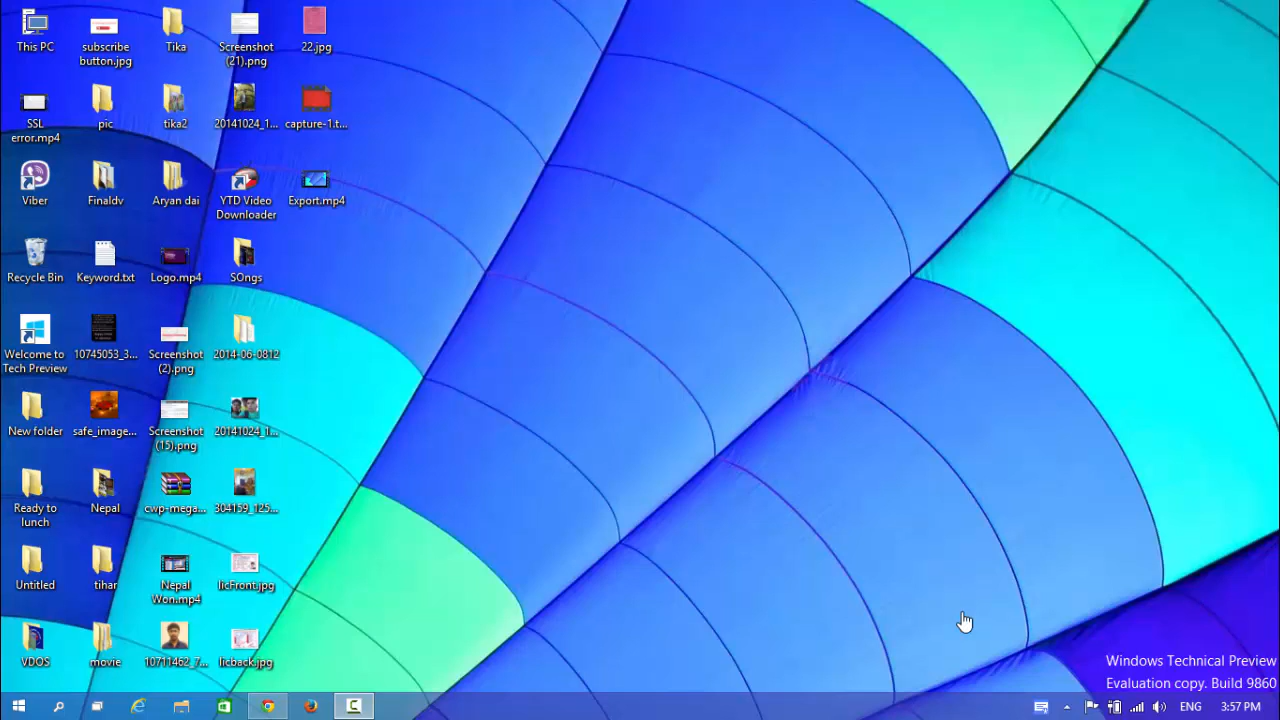 This PC
subscribe
button.jpg
Tika
Screenshot
(21).png
22.jpg
SSL
error.mp4
pic
tika2
20141024_1...
capture-1.t...
Viber
Finaldv
Aryan dai
YTD Video
Downloader
Export.mp4
Recycle Bin
Keyword.txt
Logo.mp4
SOngs
Welcome to
Tech Preview
10745053_3...
Screenshot
(2).png
2014-06-0812
New folder
safe_image...
Screenshot
(15).png
20141024_1...
Ready to
lunch
Nepal
cwp-mega...
304159_125...
Untitled
tihar
Nepal
Won.mp4
licFront.jpg
VDOS
movie
10711462_7...
licback.jpg
Windows Technical Preview
Evaluation copy. Build 9860
ENG
3:57 PM